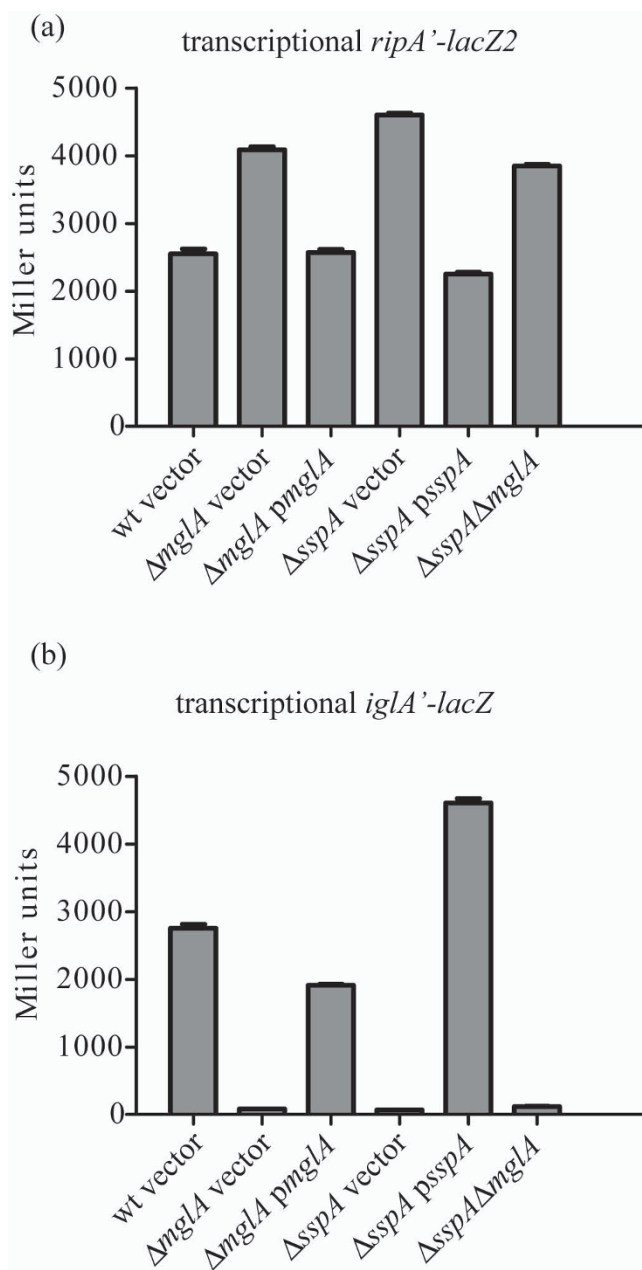 (a)
transcriptional ripA’-lacZ2
Miller units
5000
4000
3000
2000
1000
0
wt vector
ΔmglA vector
ΔmglA pmglA
ΔsspA vector
ΔsspA psspA
ΔsspAΔmglA
(b)
transcriptional iglA’-lacZ
Miller units
5000
4000
3000
2000
1000
0
wt vector
ΔmglA vector
ΔmglA pmglA
ΔsspA vector
ΔsspA psspA
ΔsspAΔmglA